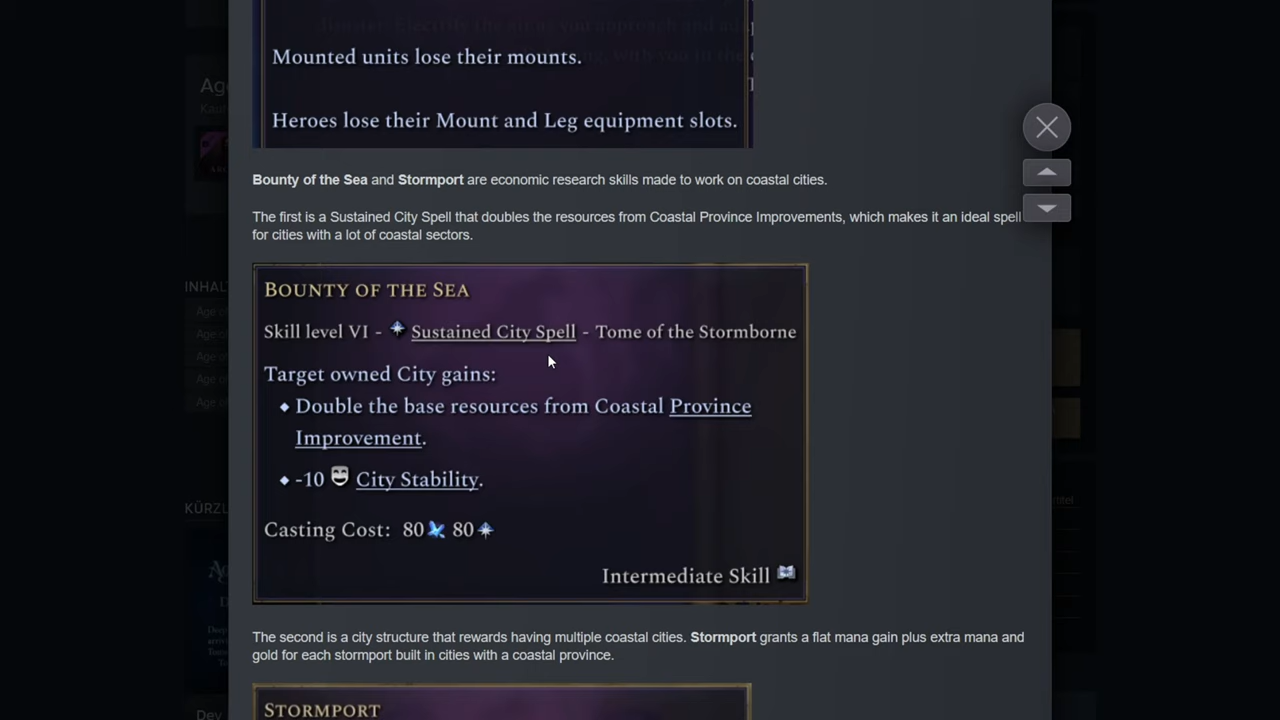 Mounted units lose their mounts.
Heroes lose their Mount and Leg equipment slots.
Bounty of the Sea and Stormport are economic research skills made to work on coastal cities.
The first is a Sustained City Spell that doubles the resources from Coastal Province Improvements, which makes it an ideal spell
for cities with a lot of coastal sectors.
BOUNTY OF THE SEA
Skill level VI - Sustained City Spell - Tome of the Stormborne
Target owned City gains:
Double the base resources from Coastal Province
Improvement.
-10 City Stability.
Casting Cost: 80 80
Intermediate Skill
The second is a city structure that rewards having multiple coastal cities. Stormport grants a flat mana gain plus extra mana and
gold for each stormport built in cities with a coastal province.
STORMPORT